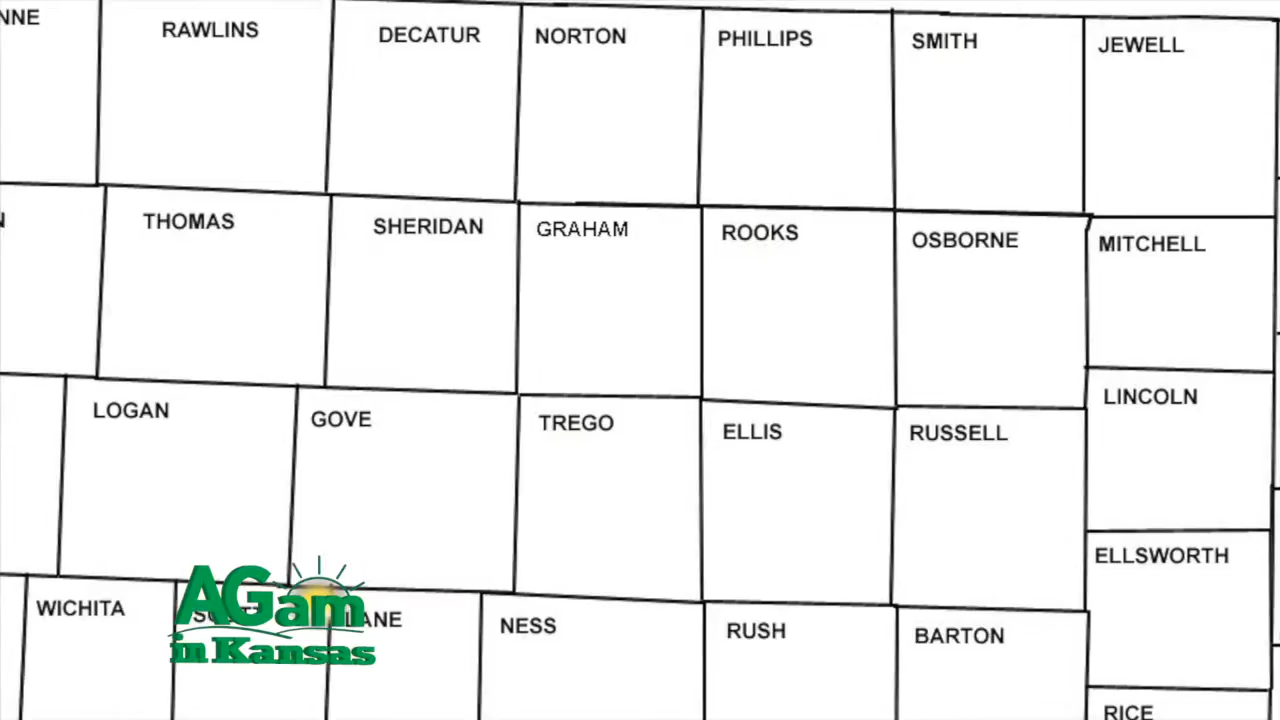 NNE RAWLINS DECATUR NORTON PHILLIPS SMITH JEWELL
THOMAS SHERIDAN GRAHAM ROOKS OSBORNE MITCHELL
LOGAN GOVE TREGO ELLIS RUSSELL LINCOLN
ELLSWORTH
WICHITA LANE NESS RUSH BARTON
AGam
in Kansas
RICE